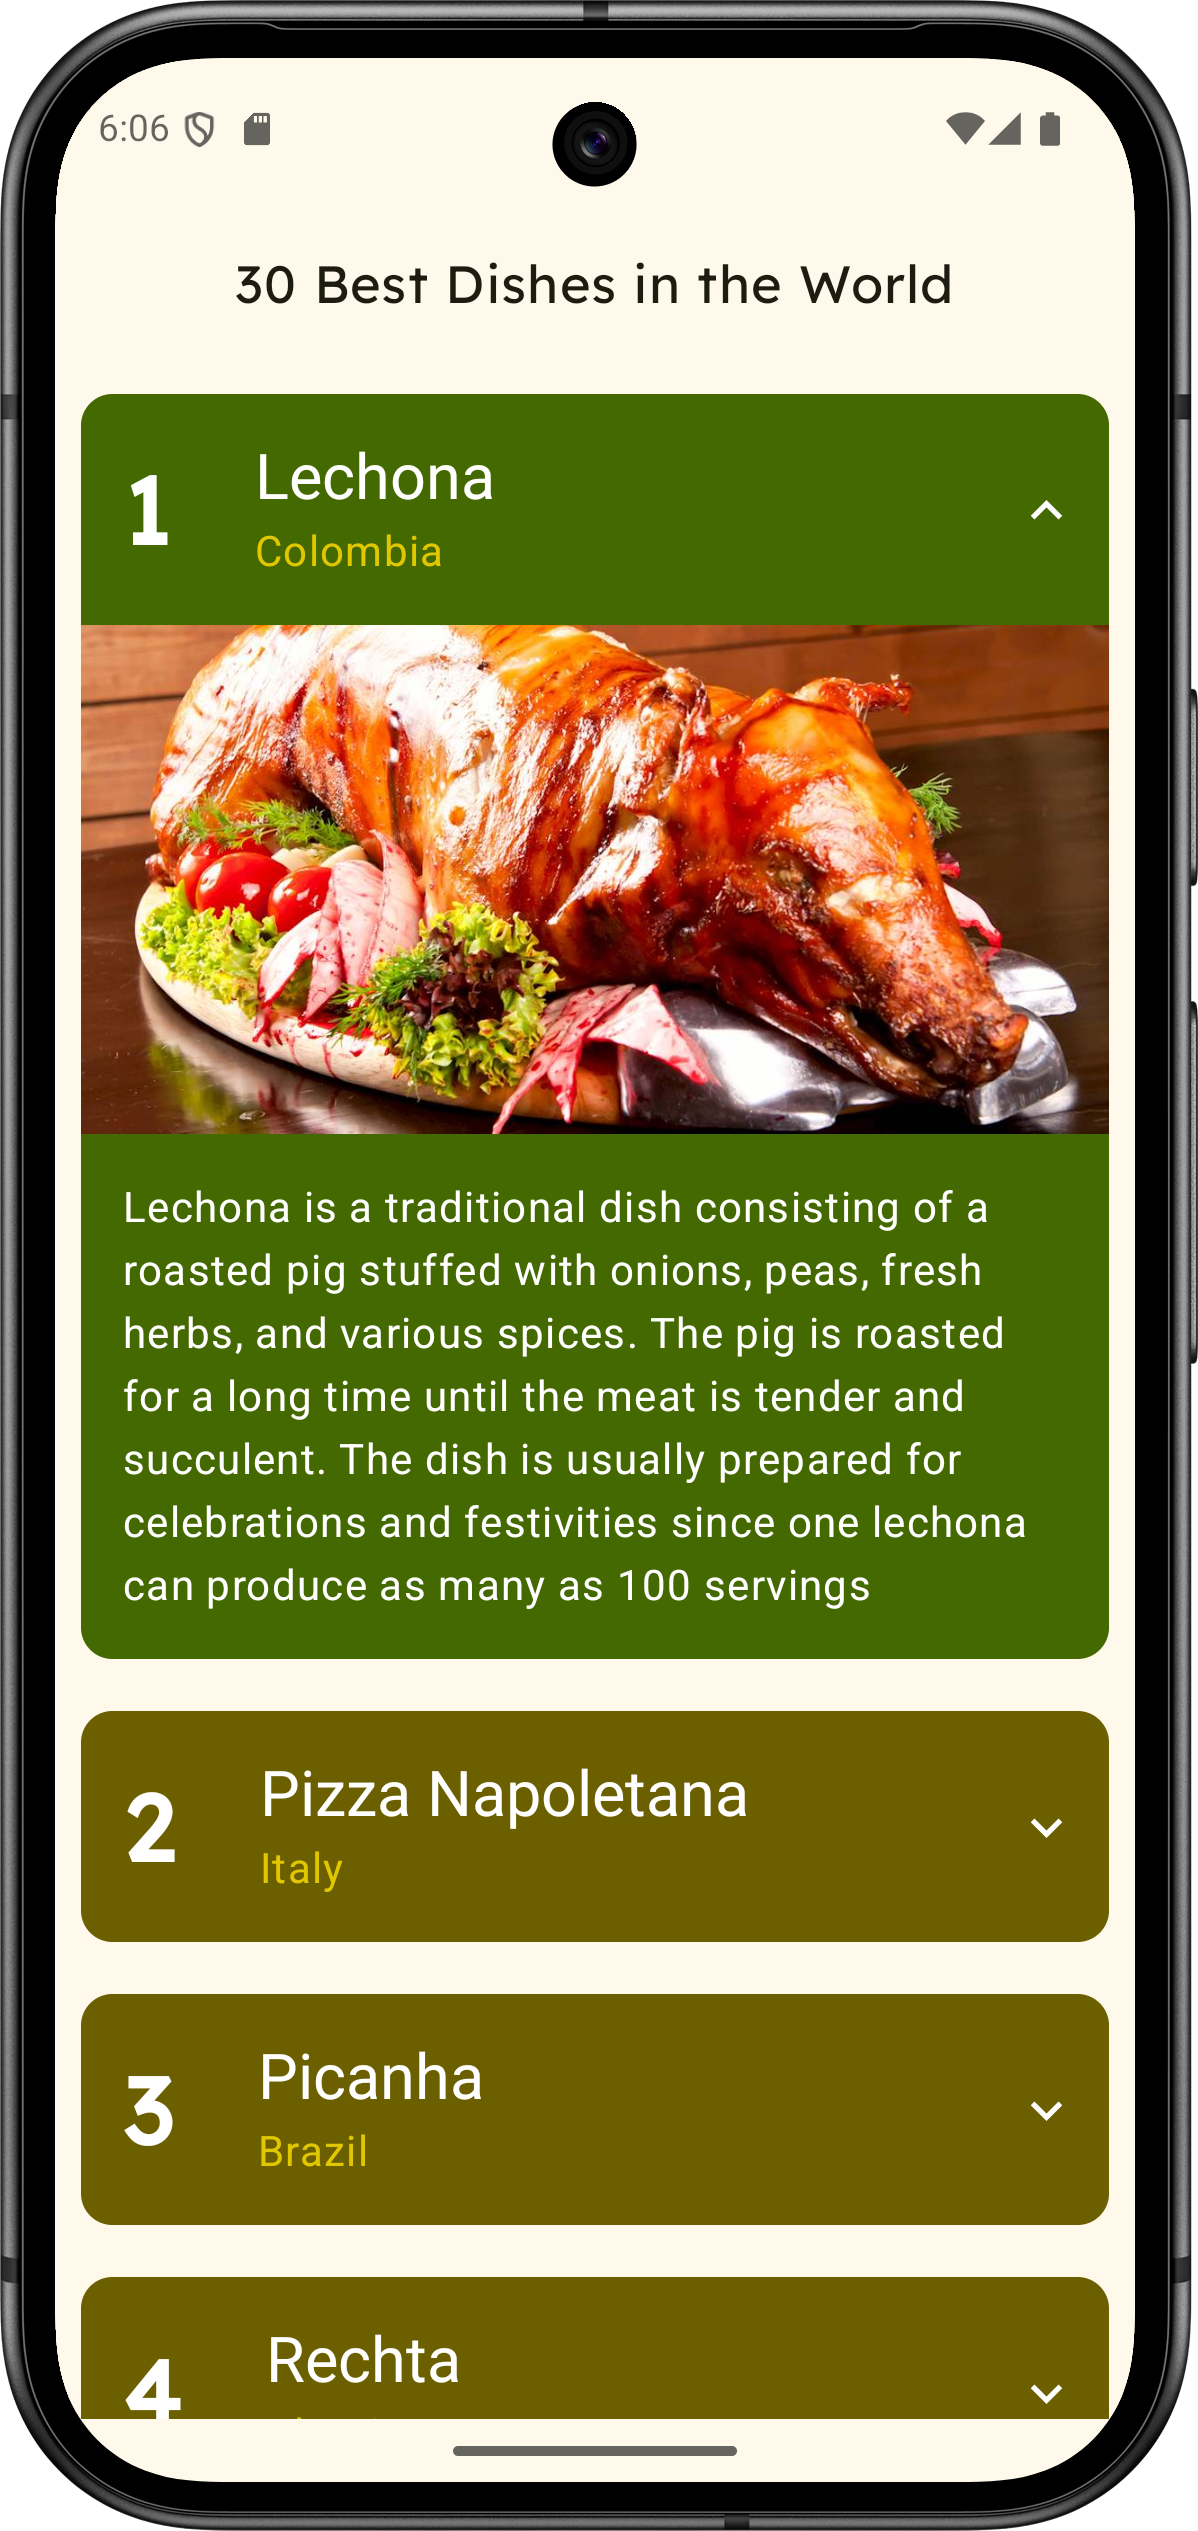 6:06
30 Best Dishes in the World
1
Lechona
Colombia
Lechona is a traditional dish consisting of a
roasted pig stuffed with onions, peas, fresh
herbs, and various spices. The pig is roasted
for a long time until the meat is tender and
succulent. The dish is usually prepared for
celebrations and festivities since one lechona
can produce as many as 100 servings
2
Pizza Napoletana
Italy
3
Picanha
Brazil
4
Rechta